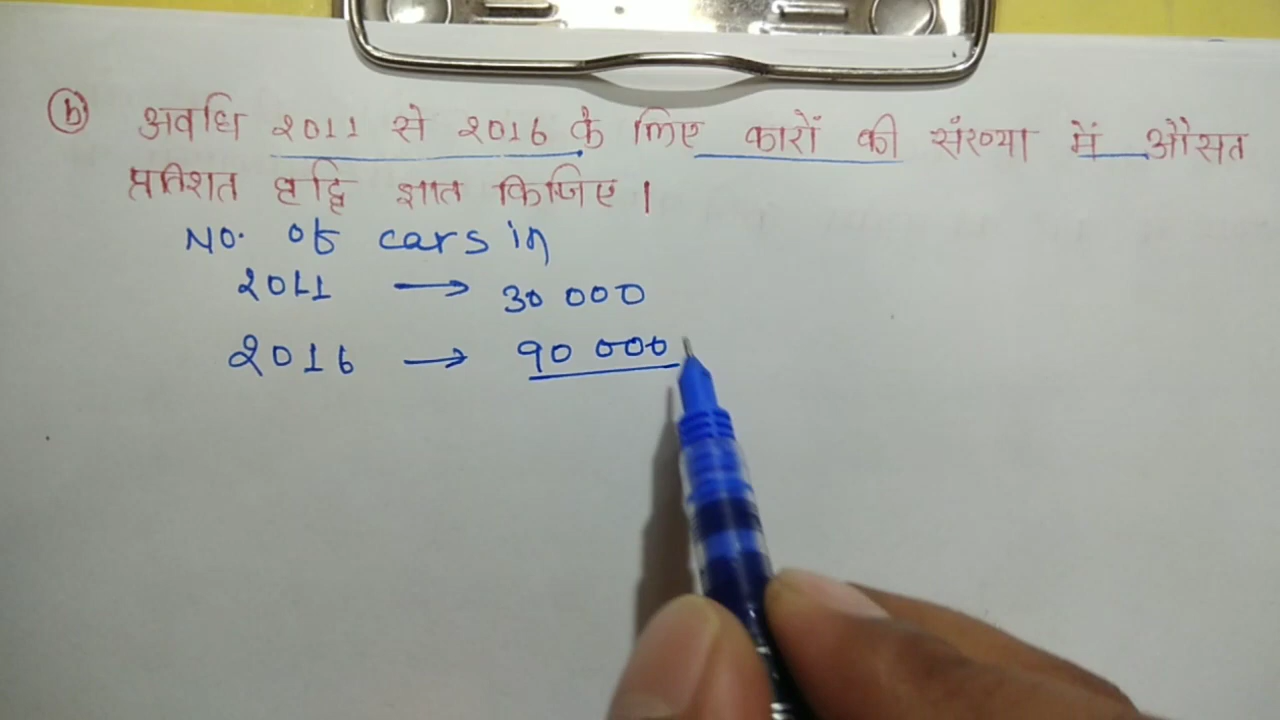 (b) अवधि 2011 से 2016 के लिए कारों की संख्या में औसत
प्रतिशत वृद्धि ज्ञात किजिए।
No. of cars in
2011 → 30 000
2016 → 90 000